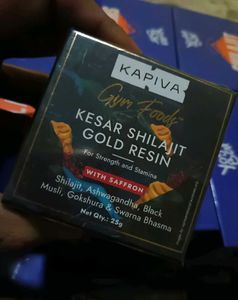 KAPIVA
Gym Foods
KESAR SHILAJIT
GOLD RESIN
For Strength and Stamina
WITH SAFFRON
Shilajit, Ashwagandha, Black
Musli, Gokshura & Swarna Bhasma
Net Qty.: 25g